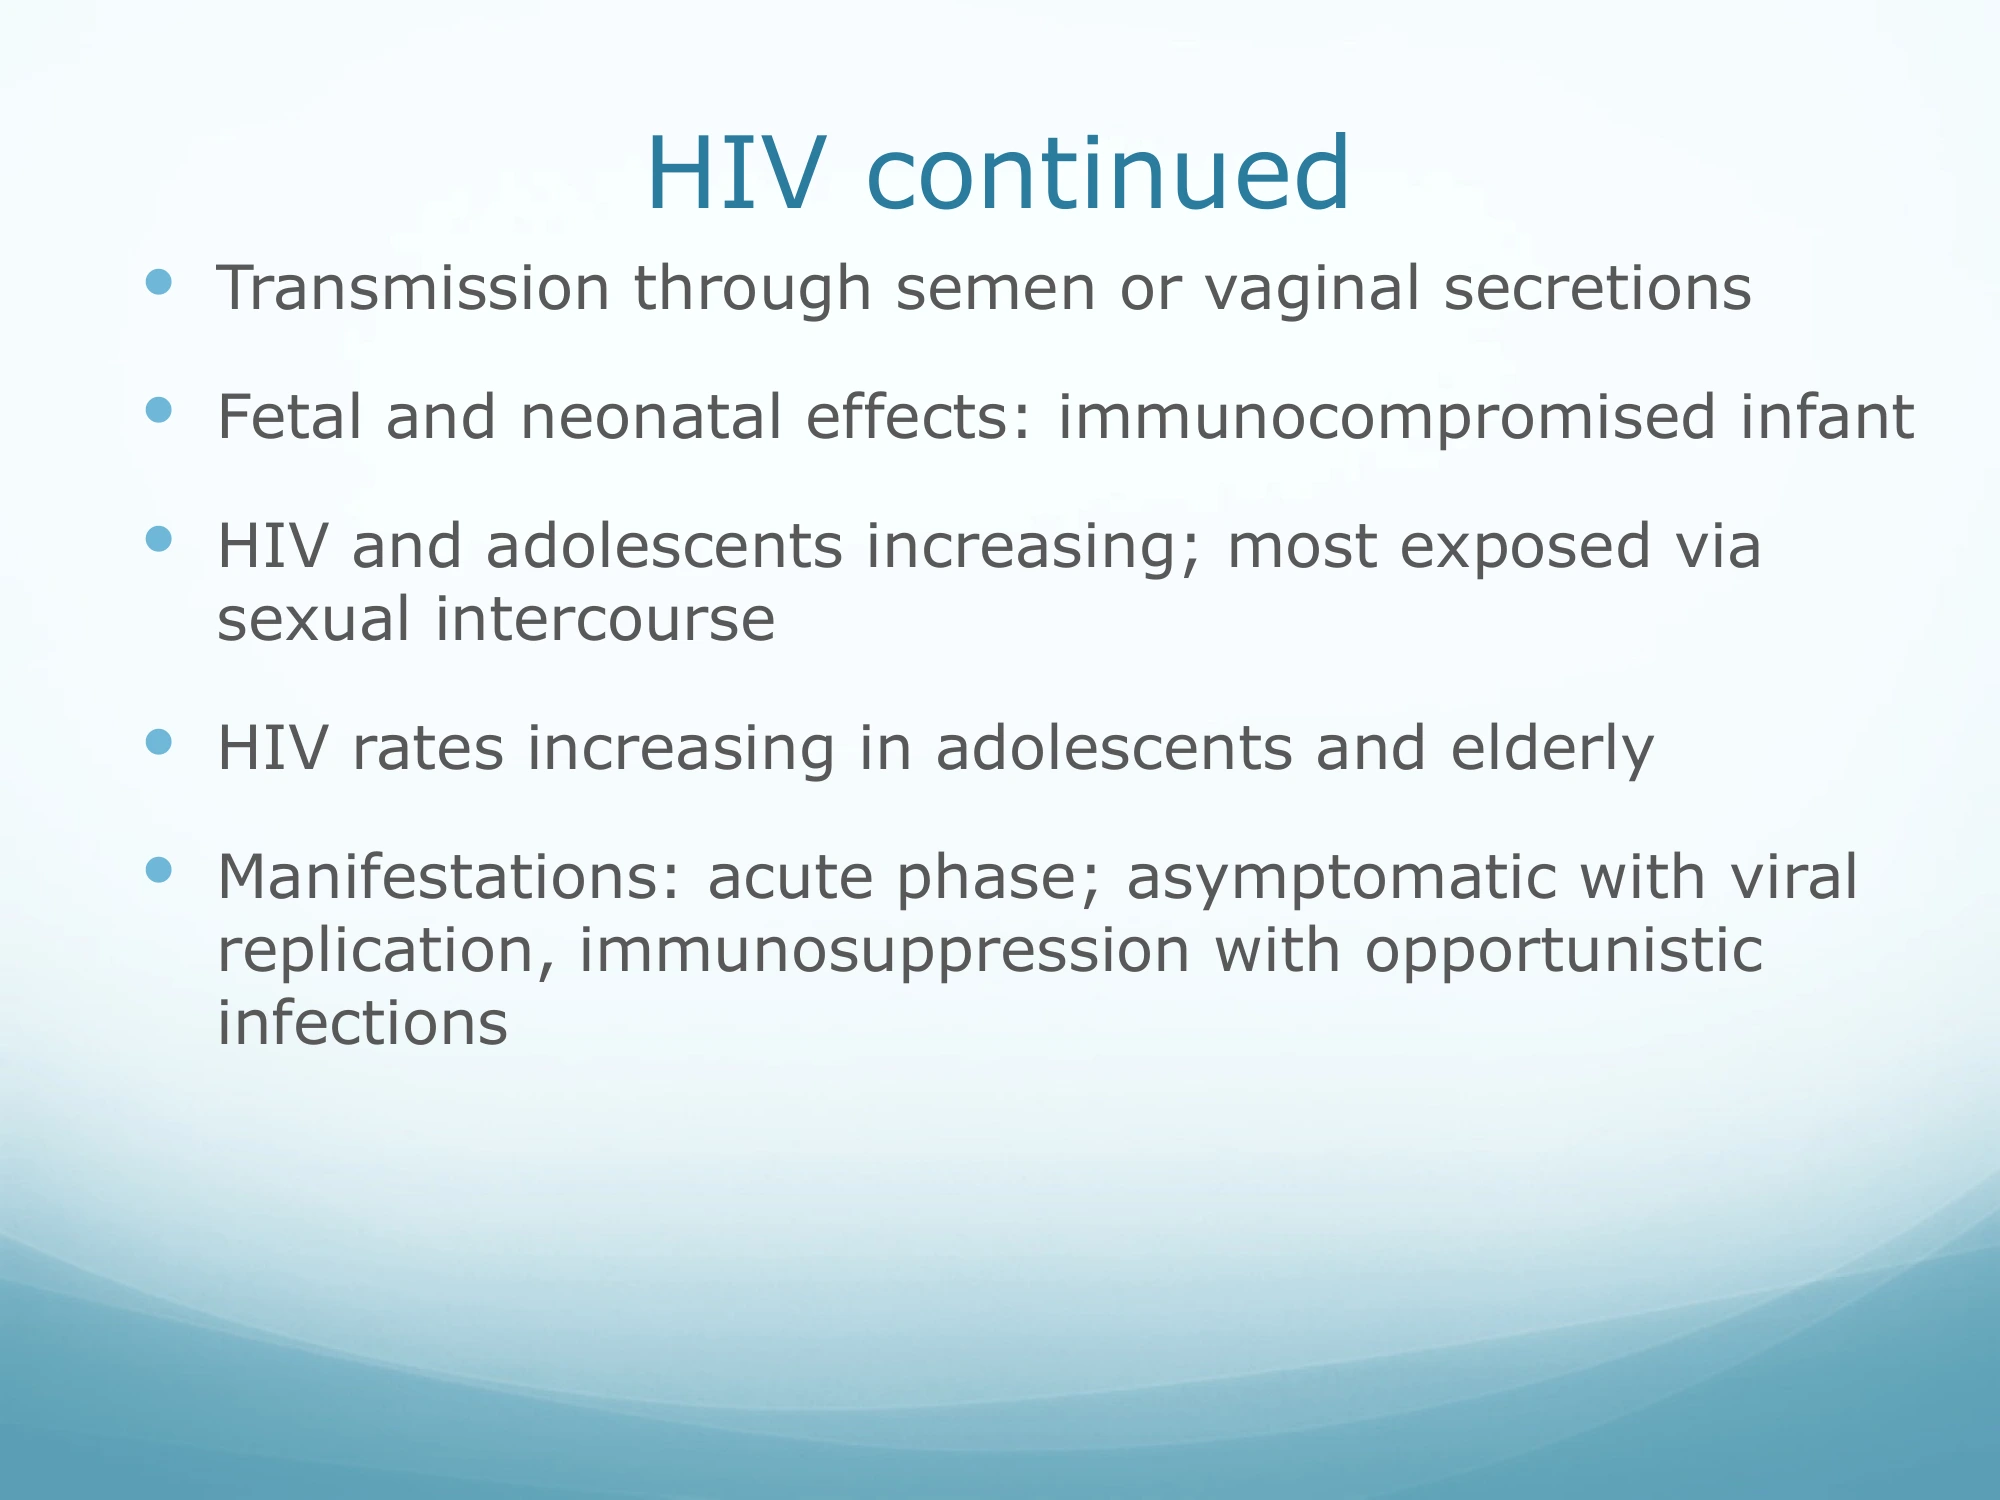 HIV continued
• Transmission through semen or vaginal secretions
• Fetal and neonatal effects: immunocompromised infant
• HIV and adolescents increasing; most exposed via
sexual intercourse
• HIV rates increasing in adolescents and elderly
• Manifestations: acute phase; asymptomatic with viral
replication, immunosuppression with opportunistic
infections